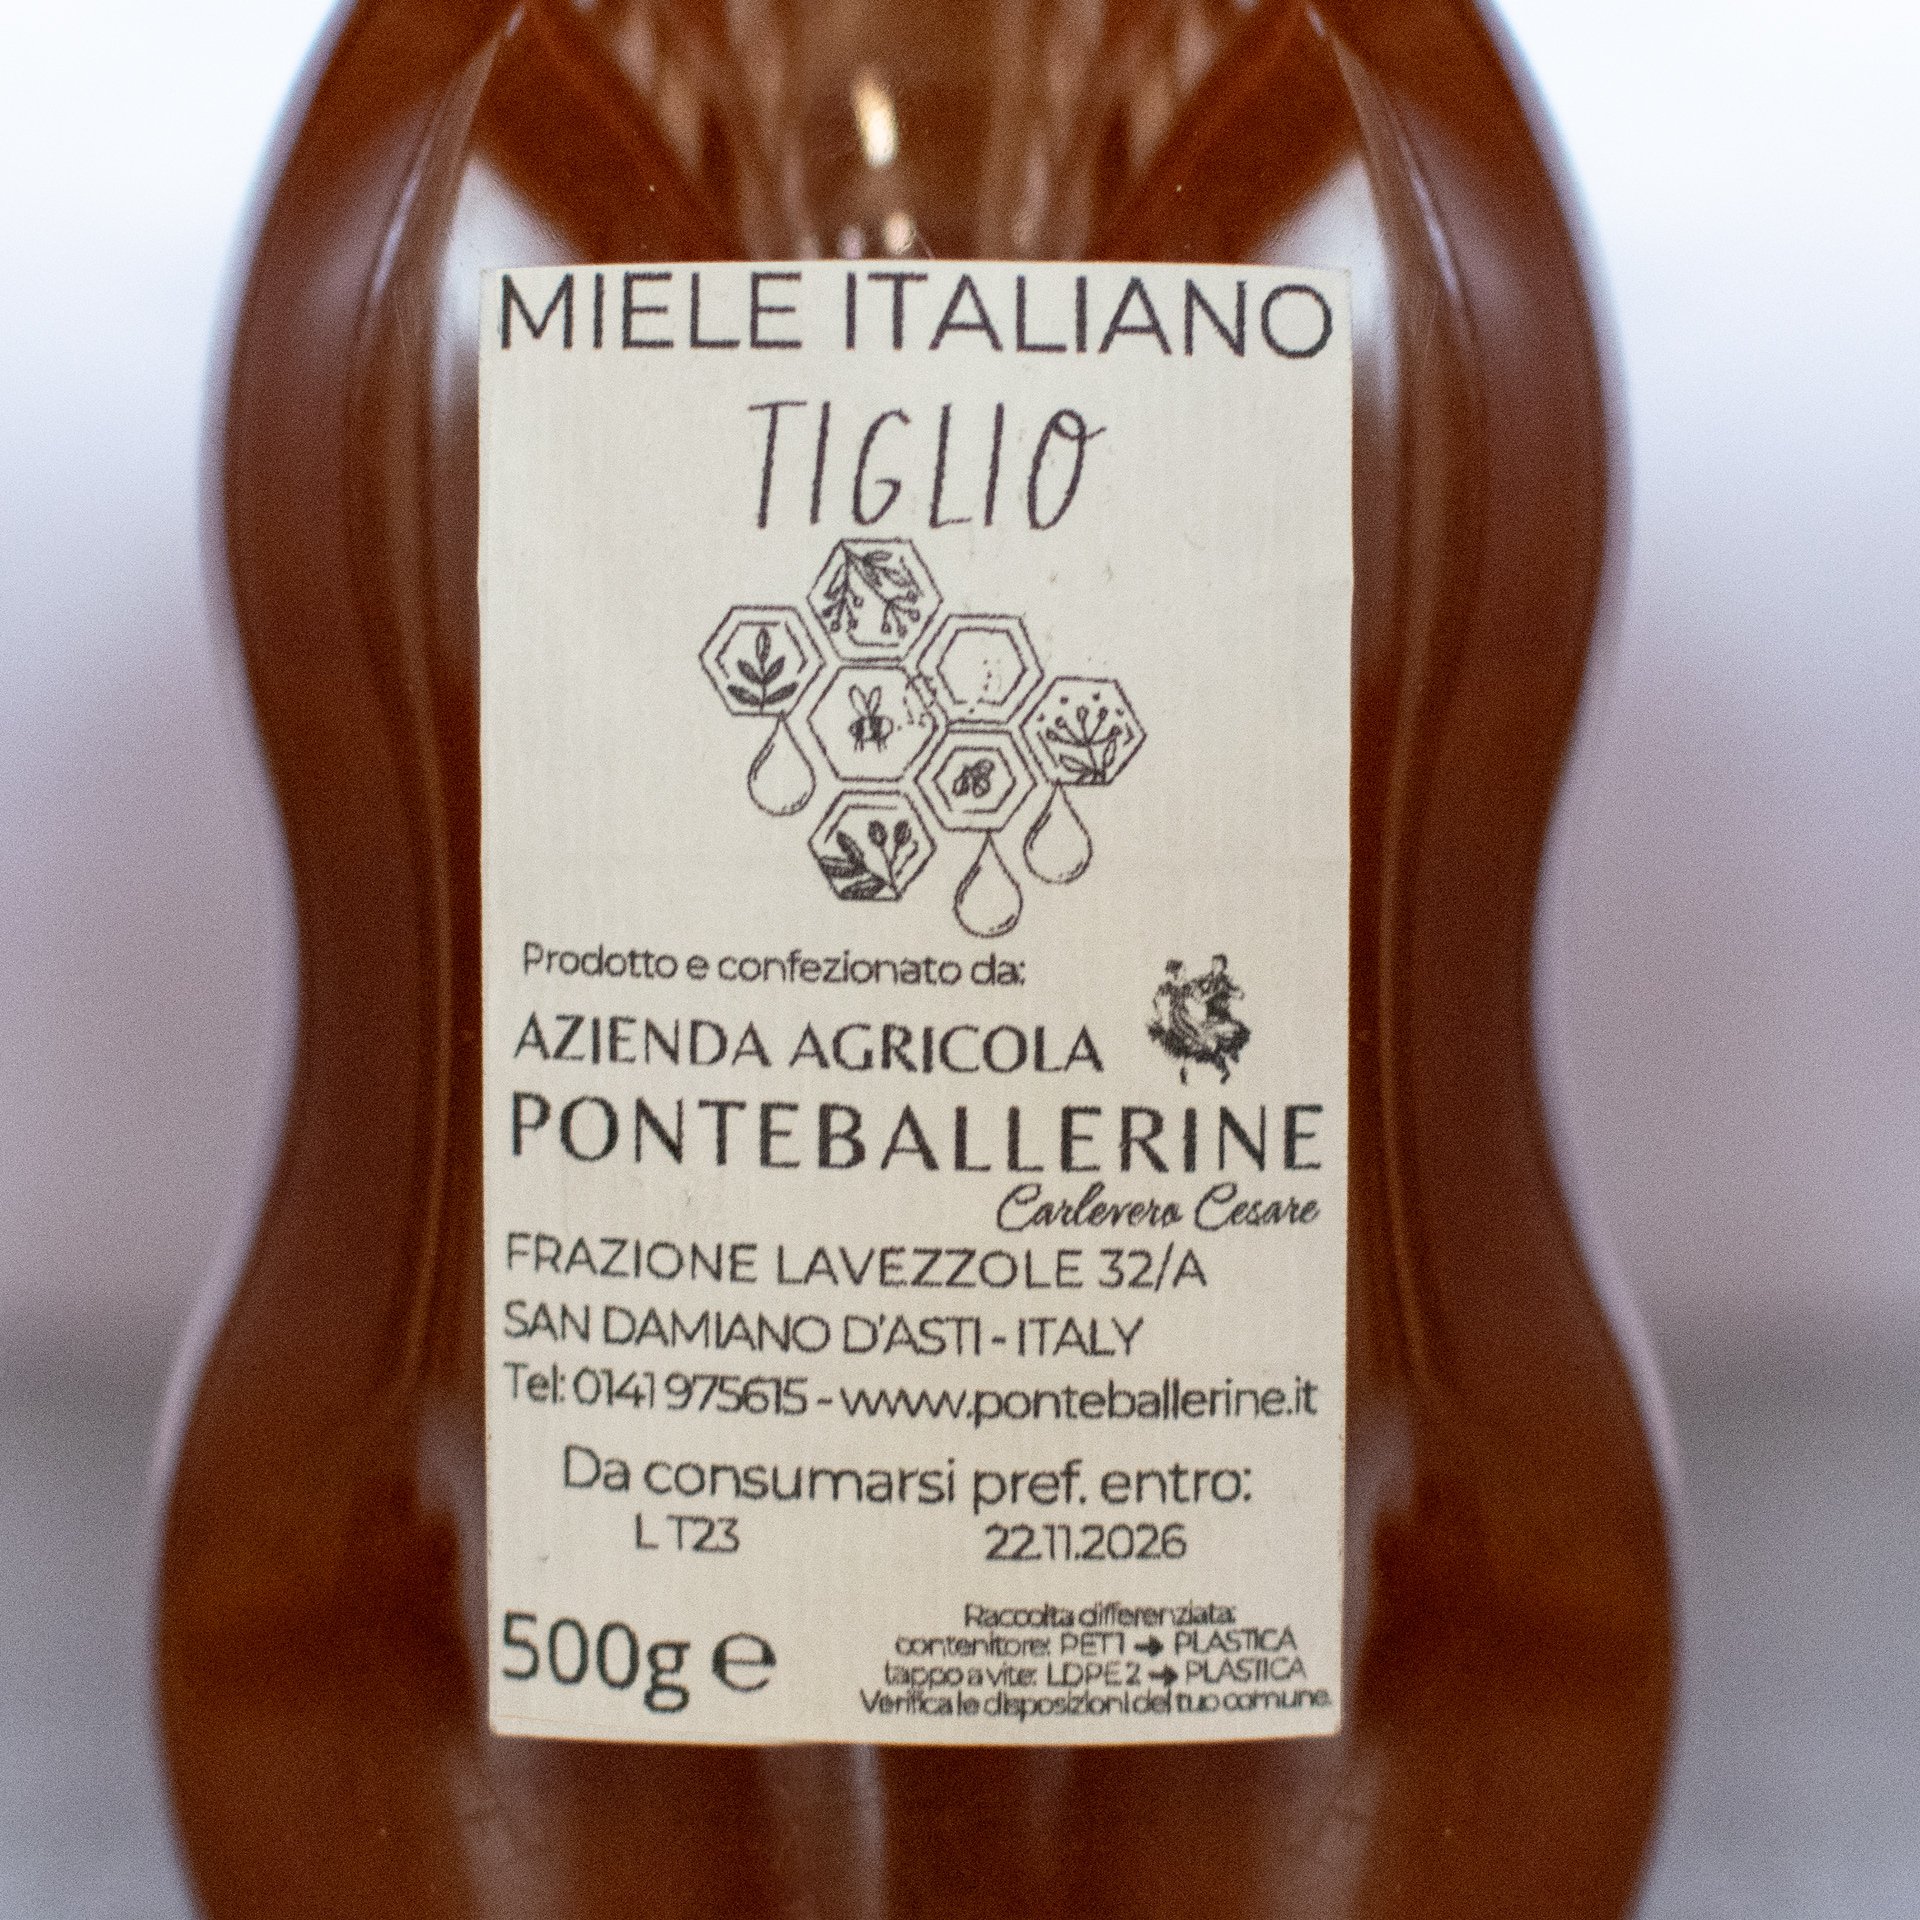 MIELE ITALIANO
TIGLIO
Prodotto e confezionato da:
AZIENDA AGRICOLA
PONTEBALLERINE
Carlevero Cesare
FRAZIONE LAVEZZOLE 32/A
SAN DAMIANO D'ASTI - ITALY
Tel: 0141 975615 - www.ponteballerine.it
Da consumarsi pref. entro:
L T23 22.11.2026
500g e
Raccolta differenziata:
contenitore: PET 1 → PLASTICA
tappo a vite: LDPE 2 → PLASTICA
Verifica le disposizioni del tuo comune.